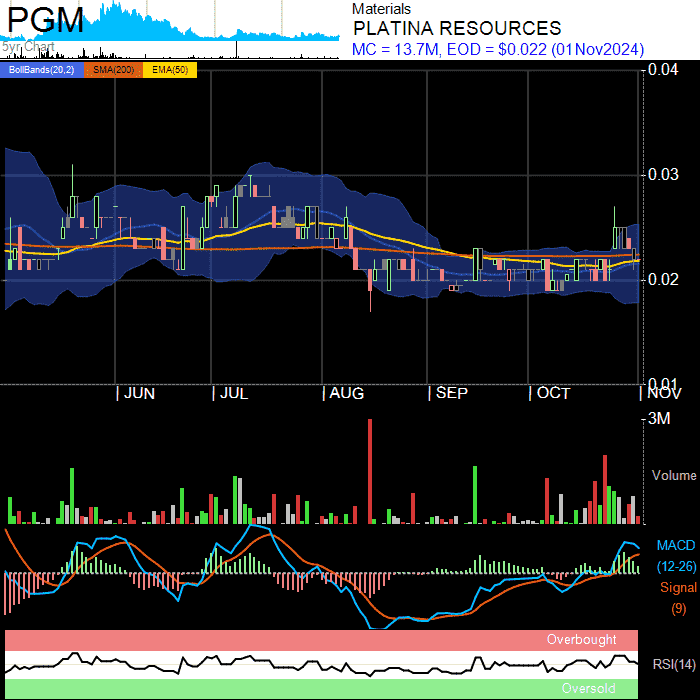 PGM
5yr Chart
Materials
PLATINA RESOURCES
MC = 13.7M, EOD = $0.022 (01Nov2024)
BollBands(20,2) SMA(200) EMA(50)
0.04
0.03
0.02
0.01
JUN JUL AUG SEP OCT NOV
3M
Volume
MACD
(12-26)
Signal
(9)
Overbought
RSI(14)
Oversold